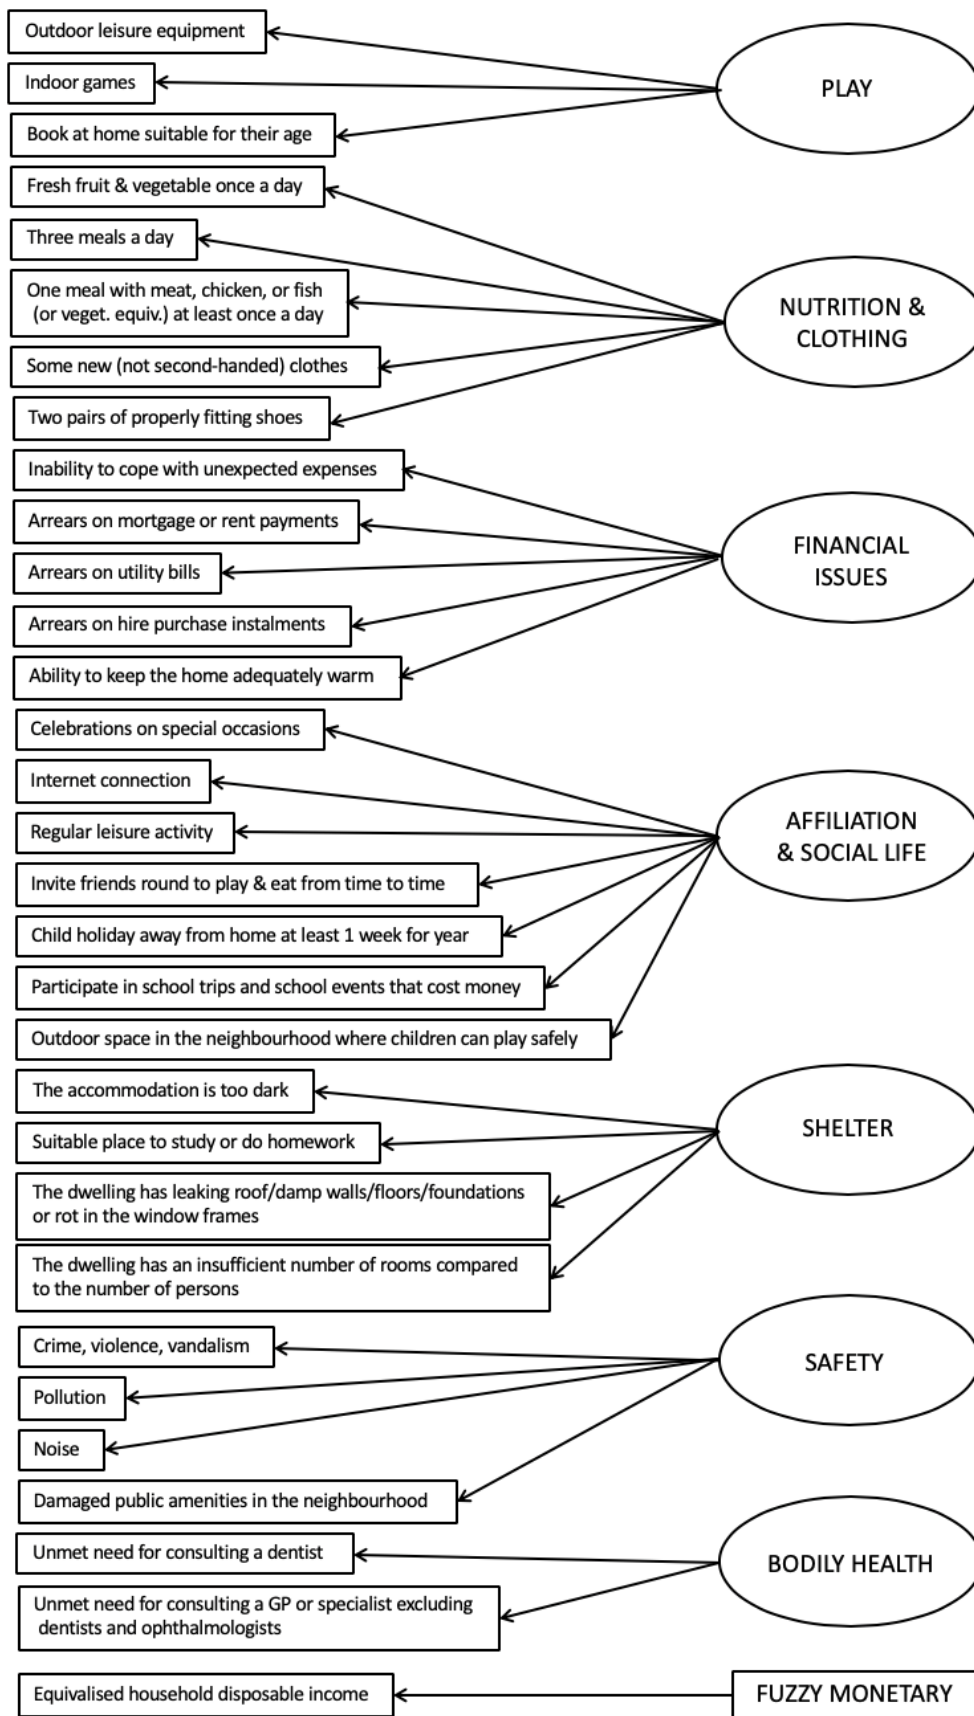 Outdoor leisure equipment
Indoor games
Book at home suitable for their age
PLAY
Fresh fruit & vegetable once a day
Three meals a day
One meal with meat, chicken, or fish
(or veget. equiv.) at least once a day
Some new (not second-handed) clothes
Two pairs of properly fitting shoes
NUTRITION &
CLOTHING
Inability to cope with unexpected expenses
Arrears on mortgage or rent payments
Arrears on utility bills
Arrears on hire purchase instalments
Ability to keep the home adequately warm
FINANCIAL
ISSUES
Celebrations on special occasions
Internet connection
Regular leisure activity
Invite friends round to play & eat from time to time
Child holiday away from home at least 1 week for year
Participate in school trips and school events that cost money
Outdoor space in the neighbourhood where children can play safely
AFFILIATION
& SOCIAL LIFE
The accommodation is too dark
Suitable place to study or do homework
The dwelling has leaking roof/damp walls/floors/foundations
or rot in the window frames
The dwelling has an insufficient number of rooms compared
to the number of persons
SHELTER
Crime, violence, vandalism
Pollution
Noise
Damaged public amenities in the neighbourhood
SAFETY
Unmet need for consulting a dentist
Unmet need for consulting a GP or specialist excluding
dentists and ophthalmologists
BODILY HEALTH
Equivalised household disposable income
FUZZY MONETARY